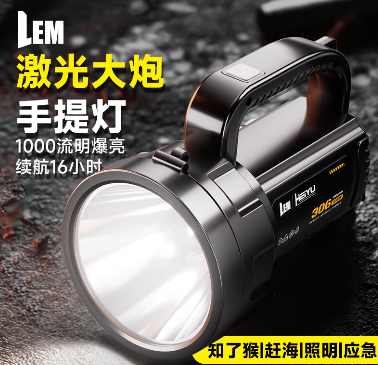 LEM
激光大炮
手提灯
1000流明爆亮
续航16小时
LEM HEIYU
306
知了猴|赶海|照明|应急